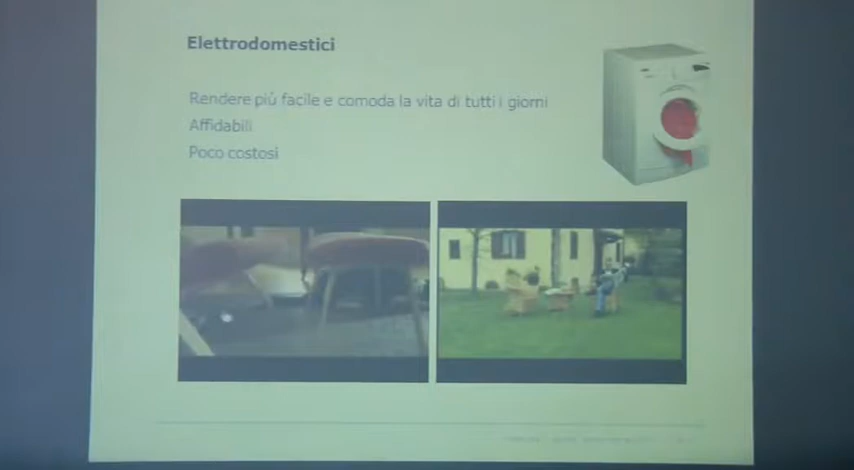 Elettrodomestici
Rendere più facile e comoda la vita di tutti i giorni
Affidabili
Poco costosi